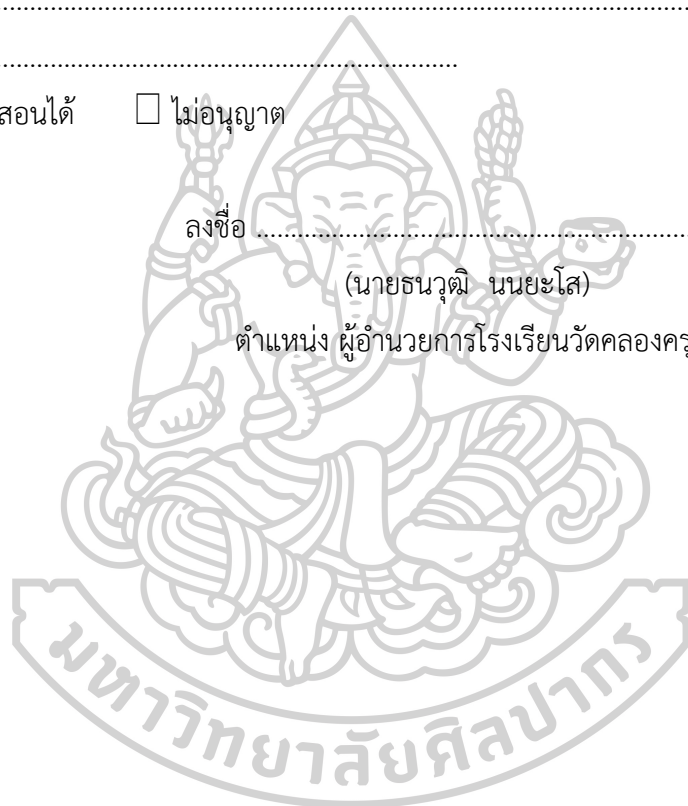 ................................................................................
................................................................
สอนได้ ☐ ไม่อนุญาต
ลงชื่อ ................................................................
(นายธนวุฒิ นนยะโส)
ตำแหน่ง ผู้อำนวยการโรงเรียนวัดคลองครุ
มหาวิทยาลัยศิลปากร